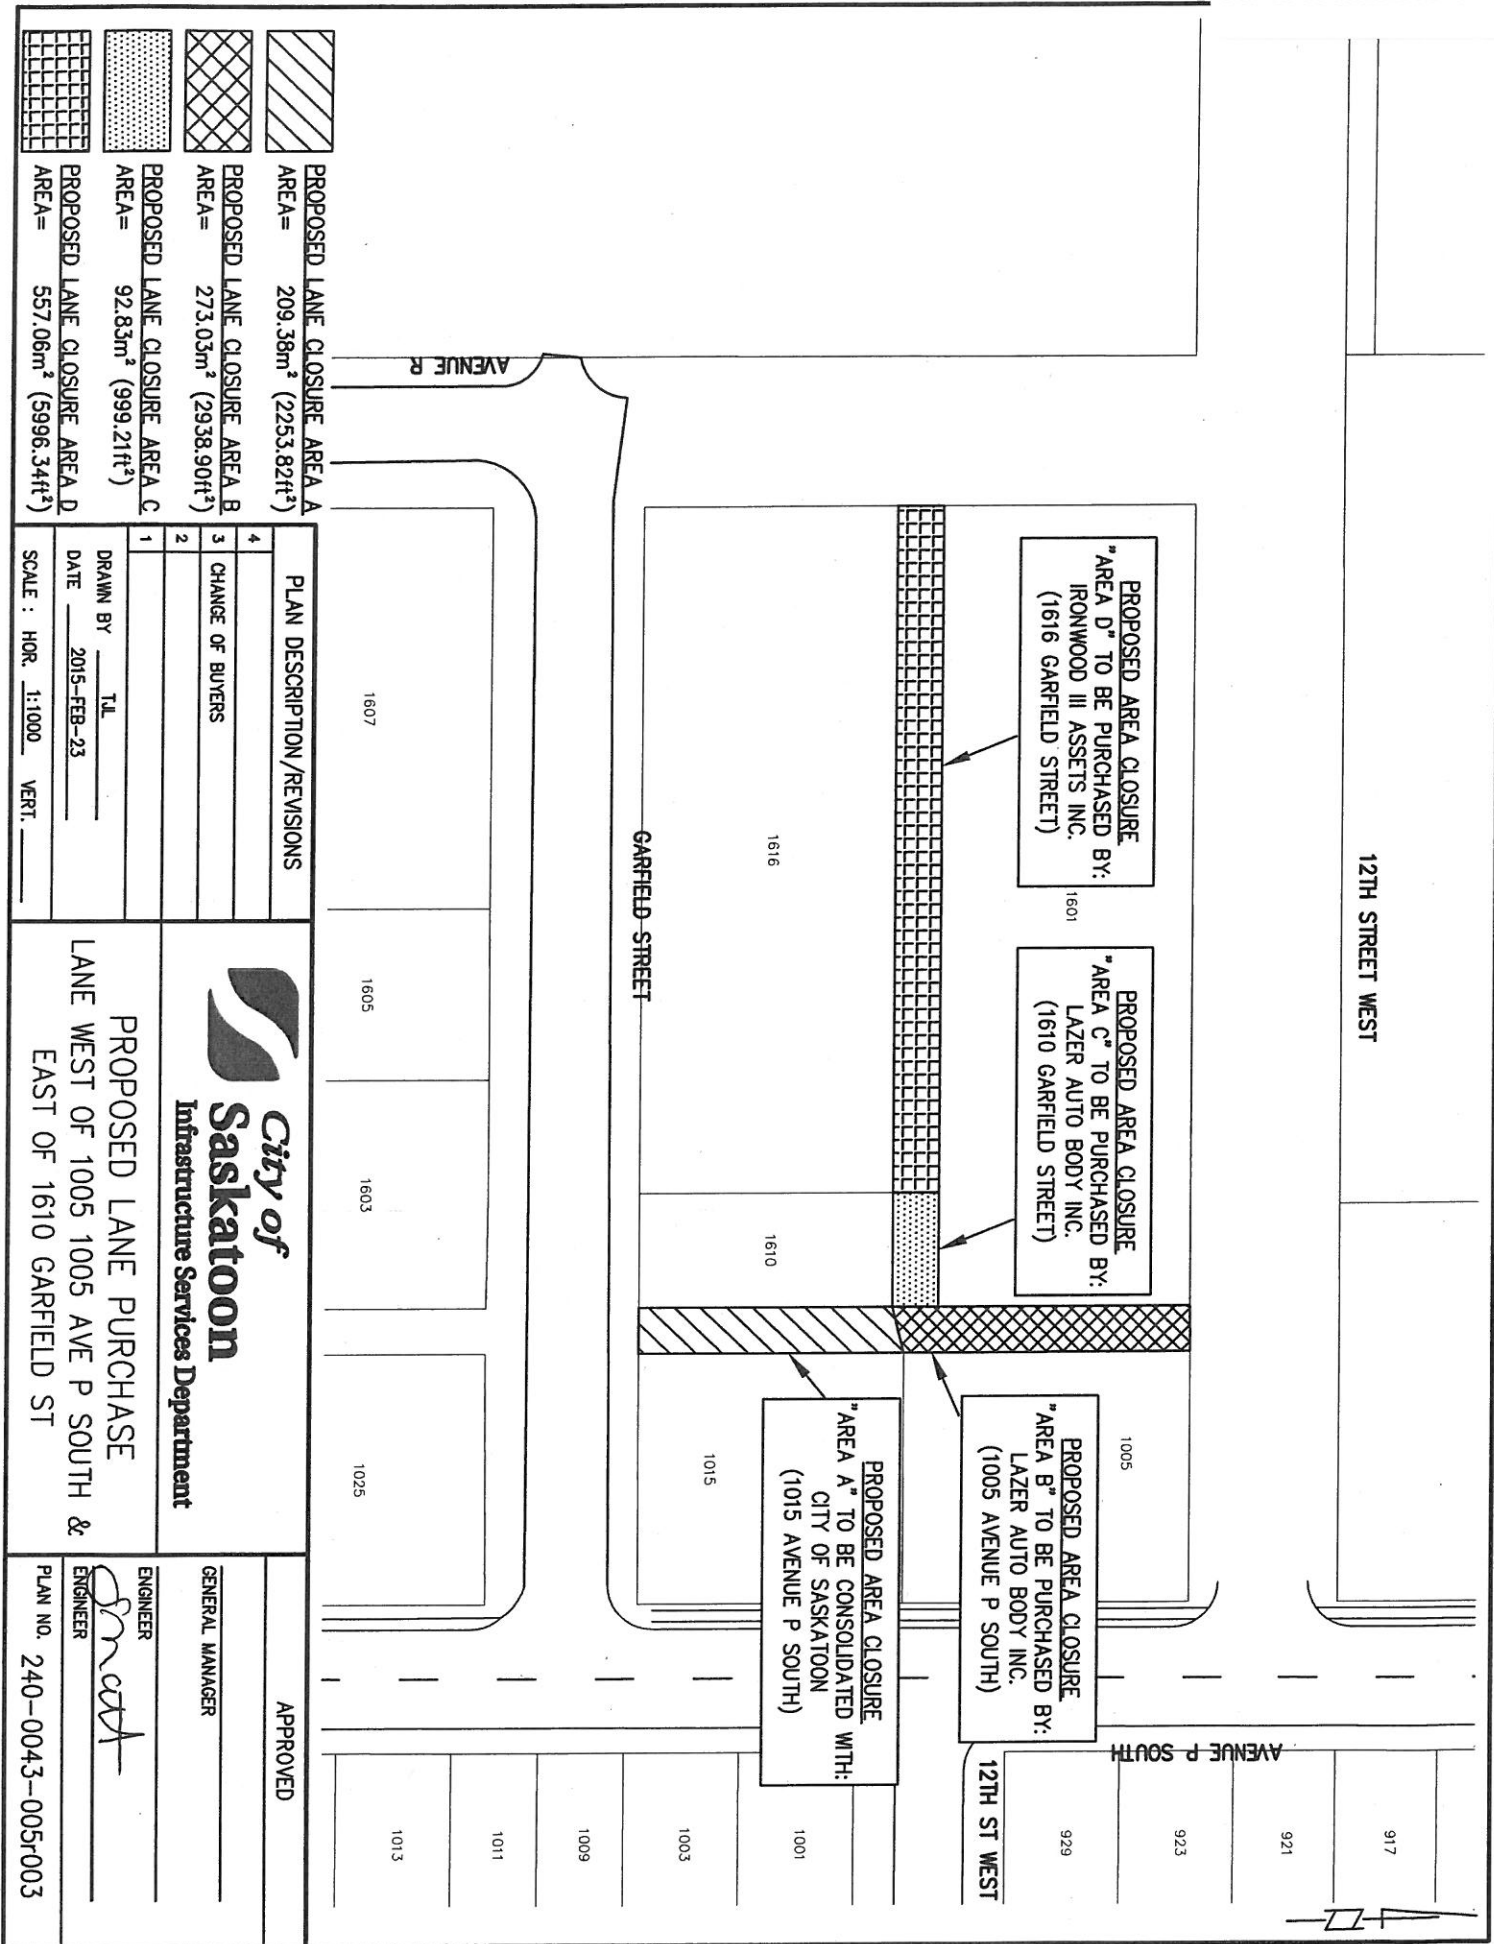 12TH STREET WEST
PROPOSED AREA CLOSURE
"AREA D" TO BE PURCHASED BY:
IRONWOOD III ASSETS INC.
(1616 GARFIELD STREET)
1601
PROPOSED AREA CLOSURE
"AREA C" TO BE PURCHASED BY:
LAZER AUTO BODY INC.
(1610 GARFIELD STREET)
1005
PROPOSED AREA CLOSURE
"AREA B" TO BE PURCHASED BY:
LAZER AUTO BODY INC.
(1005 AVENUE P SOUTH)
PROPOSED AREA CLOSURE
"AREA A" TO BE CONSOLIDATED WITH:
CITY OF SASKATOON
(1015 AVENUE P SOUTH)
917
921
923
929
AVENUE P SOUTH
12TH ST WEST
1001
1003
1009
1011
1013
1616
1610
1015
GARFIELD STREET
AVENUE R
1607
1605
1603
1025
PROPOSED LANE CLOSURE AREA A
AREA= 209.38m² (2253.82ft²)
PROPOSED LANE CLOSURE AREA B
AREA= 273.03m² (2938.90ft²)
PROPOSED LANE CLOSURE AREA C
AREA= 92.83m² (999.21ft²)
PROPOSED LANE CLOSURE AREA D
AREA= 557.06m² (5996.34ft²)
PLAN DESCRIPTION/REVISIONS
4
3 CHANGE OF BUYERS
2
1
DRAWN BY TJL
DATE 2015-FEB-23
SCALE : HOR. 1:1000 VERT.
City of
Saskatoon
Infrastructure Services Department
PROPOSED LANE PURCHASE
LANE WEST OF 1005 1005 AVE P SOUTH &
EAST OF 1610 GARFIELD ST
APPROVED
GENERAL MANAGER
ENGINEER
ENGINEER
PLAN NO. 240-0043-005r003